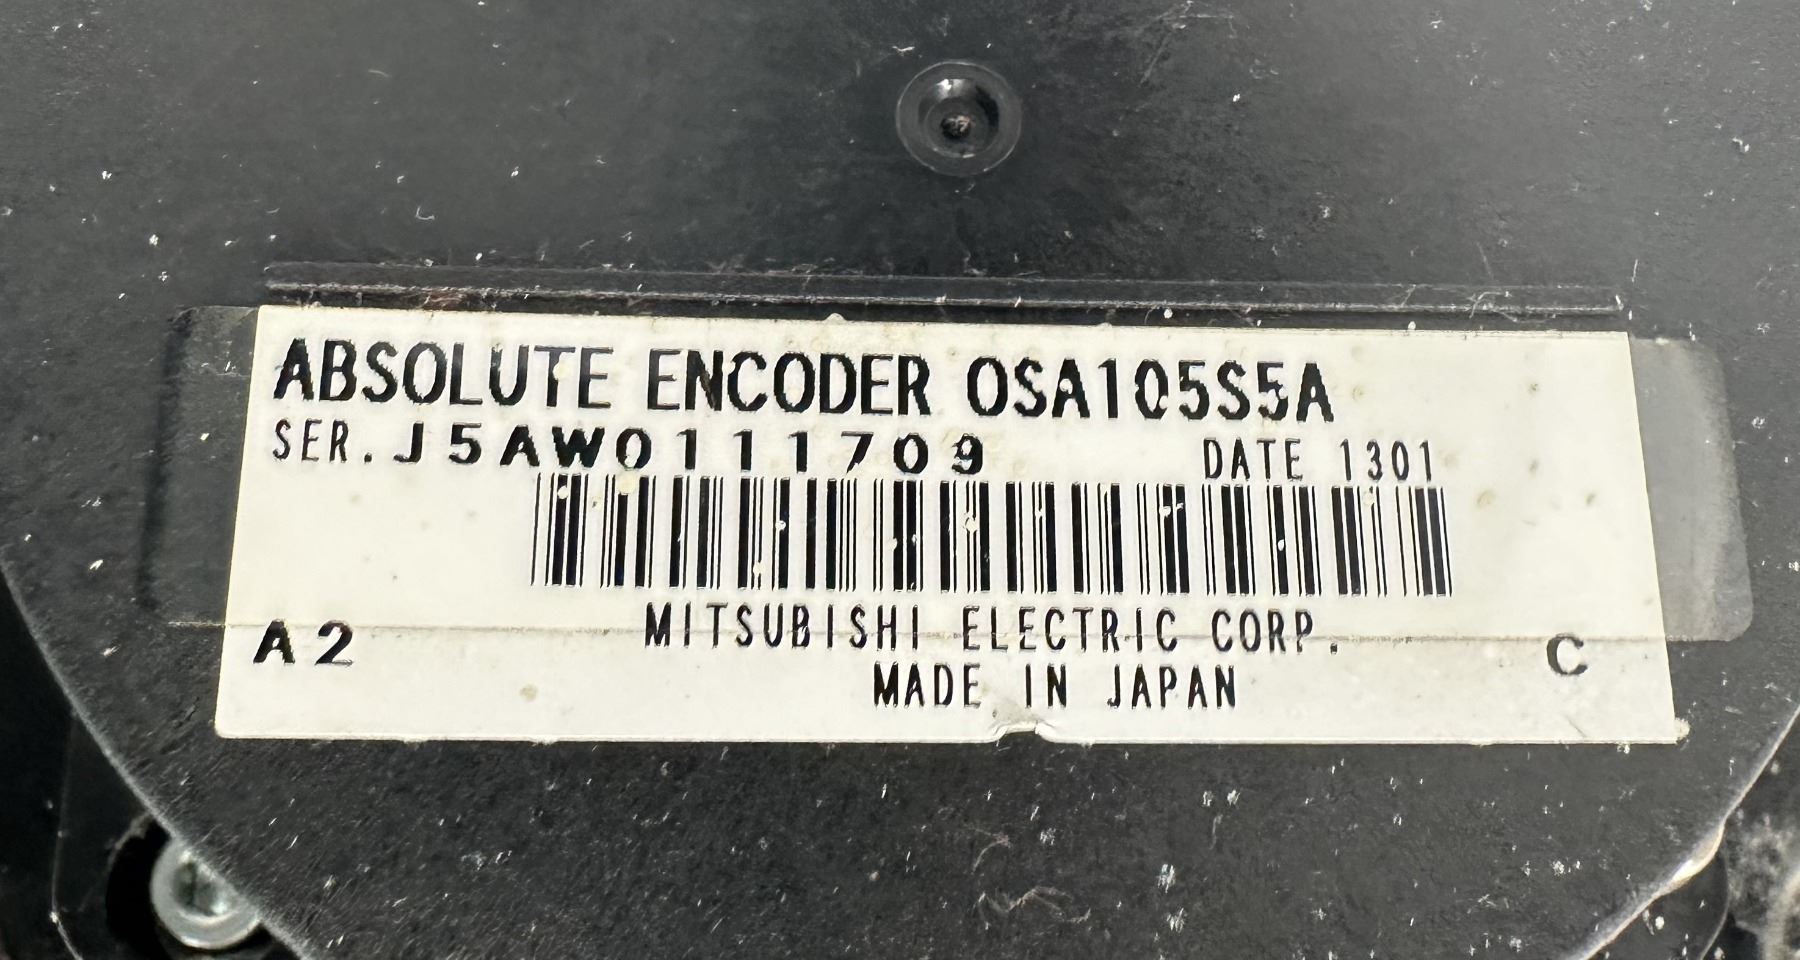 ABSOLUTE ENCODER OSA105S5A
SER. J5AW0111709 DATE 1301
A2 MITSUBISHI ELECTRIC CORP. C
MADE IN JAPAN